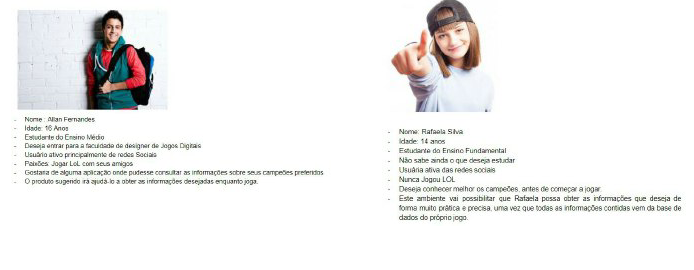 - Nome : Allan Fernandes
- Idade: 16 Anos
- Estudante do Ensino Médio
- Deseja entrar para a faculdade de designer de Jogos Digitais
- Usuário ativo principalmente de redes Sociais
- Paixões: Jogar LoL com seus amigos
- Gostaria de alguma aplicação onde pudesse consultar as informações sobre seus campeões preferidos
- O produto sugerido irá ajudá-lo a obter as informações desejadas enquanto joga.
- Nome: Rafaela Silva
- Idade: 14 anos
- Estudante do Ensino Fundamental
- Não sabe ainda o que deseja estudar
- Usuária ativa das redes sociais
- Nunca Jogou LOL
- Deseja conhecer melhor os campeões, antes de começar a jogar.
- Este ambiente vai possibilitar que Rafaela possa obter as informações que deseja de
forma muito prática e precisa, uma vez que todas as informações contidas vem da base de
dados do próprio jogo.